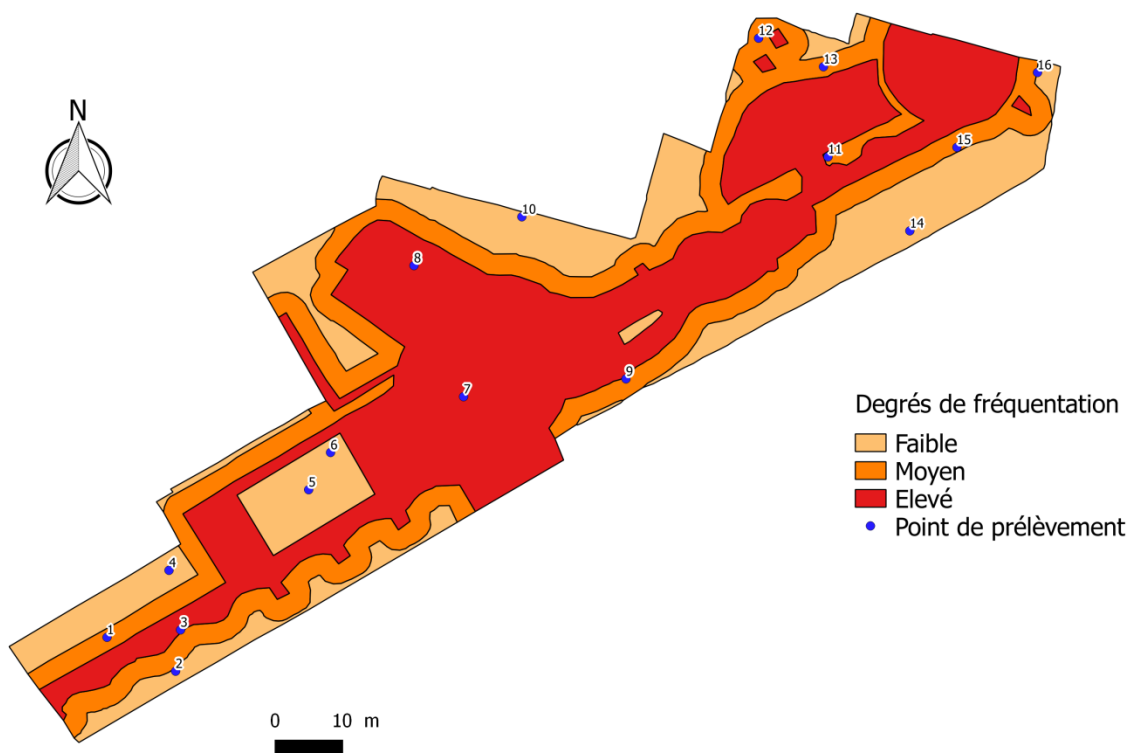 12
13
16
N
15
11
10
14
8
9
7
Degrés de fréquentation
Faible
6
Moyen
5
Elevé
Point de prélèvement
4
1
3
2
0 10 m